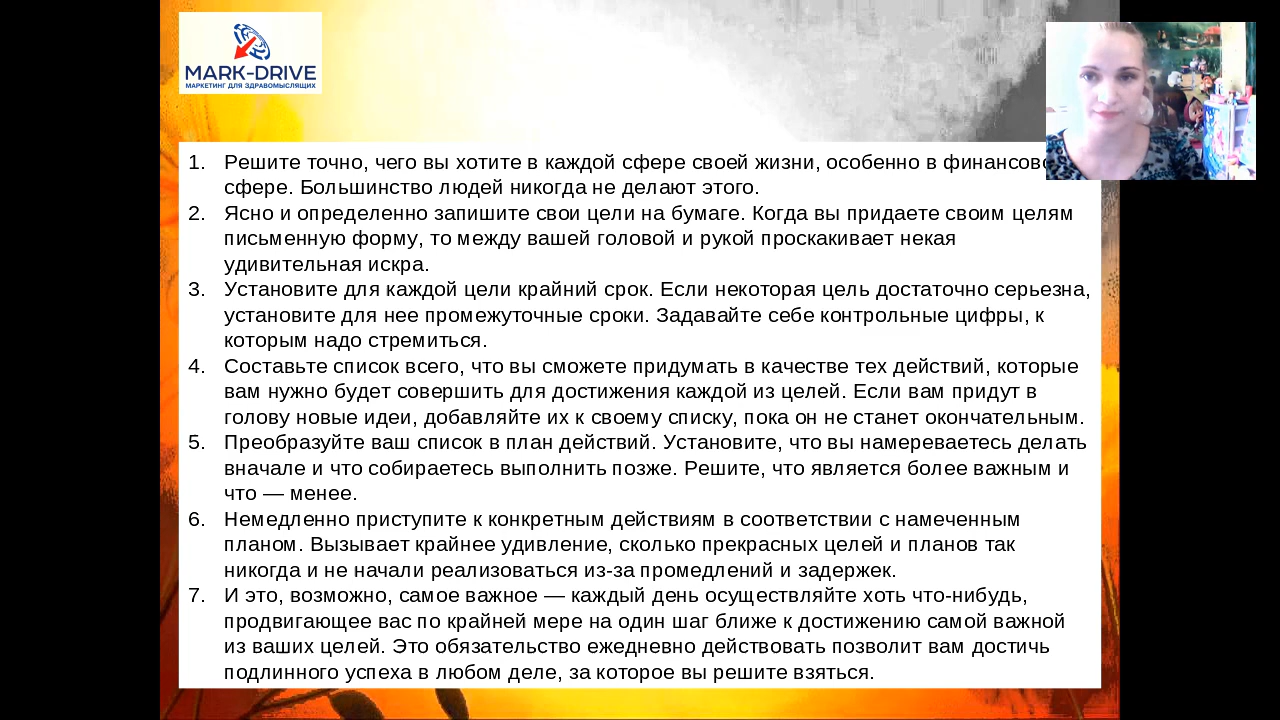 MARK-DRIVE
МАРКЕТИНГ ДЛЯ ЗДРАВОМЫСЛЯЩИХ
1. Решите точно, чего вы хотите в каждой сфере своей жизни, особенно в
сфере. Большинство людей никогда не делают этого.
2. Ясно и определенно запишите свои цели на бумаге. Когда вы придаете своим целям
письменную форму, то между вашей головой и рукой проскакивает некая
удивительная искра.
3. Установите для каждой цели крайний срок. Если некоторая цель достаточно серьезна,
установите для нее промежуточные сроки. Задавайте себе контрольные цифры, к
которым надо стремиться.
4. Составьте список всего, что вы сможете придумать в качестве тех действий, которые
вам нужно будет совершить для достижения каждой из целей. Если вам придут в
голову новые идеи, добавляйте их к своему списку, пока он не станет окончательным.
5. Преобразуйте ваш список в план действий. Установите, что вы намереваетесь делать
вначале и что собираетесь выполнить позже. Решите, что является более важным и
что — менее.
6. Немедленно приступите к конкретным действиям в соответствии с намеченным
планом. Вызывает крайнее удивление, сколько прекрасных целей и планов так
никогда и не начали реализоваться из-за промедлений и задержек.
7. И это, возможно, самое важное — каждый день осуществляйте хоть что-нибудь,
продвигающее вас по крайней мере на один шаг ближе к достижению самой важной
из ваших целей. Это обязательство ежедневно действовать позволит вам достичь
подлинного успеха в любом деле, за которое вы решите взяться.